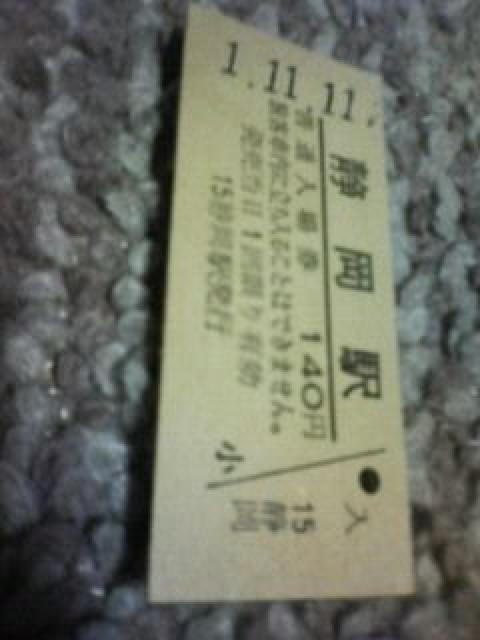 1.11.11.
静岡駅
普通入場券 140円
旅客車内に立ち入ることはできません。
発売当日1回限り有効
15静岡駅発行
入
小
15
静岡